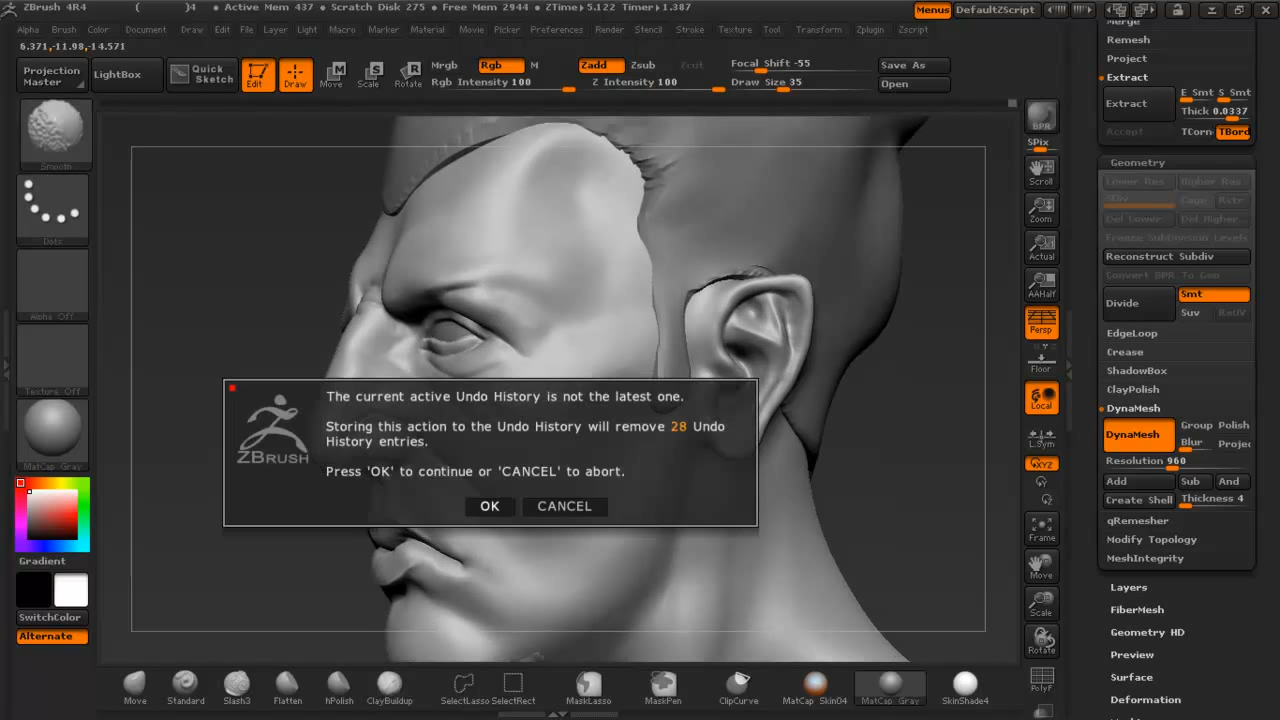 ZBrush 4R4 ( )4 • Active Mem 437 • Scratch Disk 275 • Free Mem 2944 • ZTime▸5.122 Timer▸1.387 Menus DefaultZScript
Alpha Brush Color Document Draw Edit File Layer Light Macro Marker Material Movie Picker Preferences Render Stencil Stroke Texture Tool Transform Zplugin Zscript
6.371,-11.98,-14.571
Projection Master
LightBox
Quick Sketch
Edit
Draw
Move
Scale
Rotate
Mrgb Rgb M
Rgb Intensity 100
Zadd Zsub Zcut
Z Intensity 100
Focal Shift -55
Draw Size 35
Save As
Open
Smooth
Dots
Alpha Off
Texture Off
MatCap Gray
Gradient
SwitchColor
Alternate
The current active Undo History is not the latest one.
Storing this action to the Undo History will remove 28 Undo
History entries.
Press 'OK' to continue or 'CANCEL' to abort.
ZBRUSH
OK CANCEL
BPR
SPix
Scroll
Zoom
Actual
AAHalf
Persp
Floor
Local
L.Sym
XYZ
Frame
Move
Scale
Rotate
PolyF
Merge
Remesh
Project
Extract
Extract
E Smt S Smt
Thick 0.0337
Accept TCorn TBord
Geometry
Lower Res Higher Res
SDiv Cage Rstr
Del Lower Del Higher
Freeze SubDivision Levels
Reconstruct Subdiv
Convert BPR To Geo
Divide
Smt
Suv ReUV
EdgeLoop
Crease
ShadowBox
ClayPolish
DynaMesh
DynaMesh
Group Polish
Blur Projec
Resolution 960
Add Sub And
Create Shell Thickness 4
qRemesher
Modify Topology
MeshIntegrity
Layers
FiberMesh
Geometry HD
Preview
Surface
Deformation
Move Standard Slash3 Flatten hPolish ClayBuildup SelectLasso SelectRect MaskLasso MaskPen ClipCurve MatCap Skin04 MatCap Gray SkinShade4